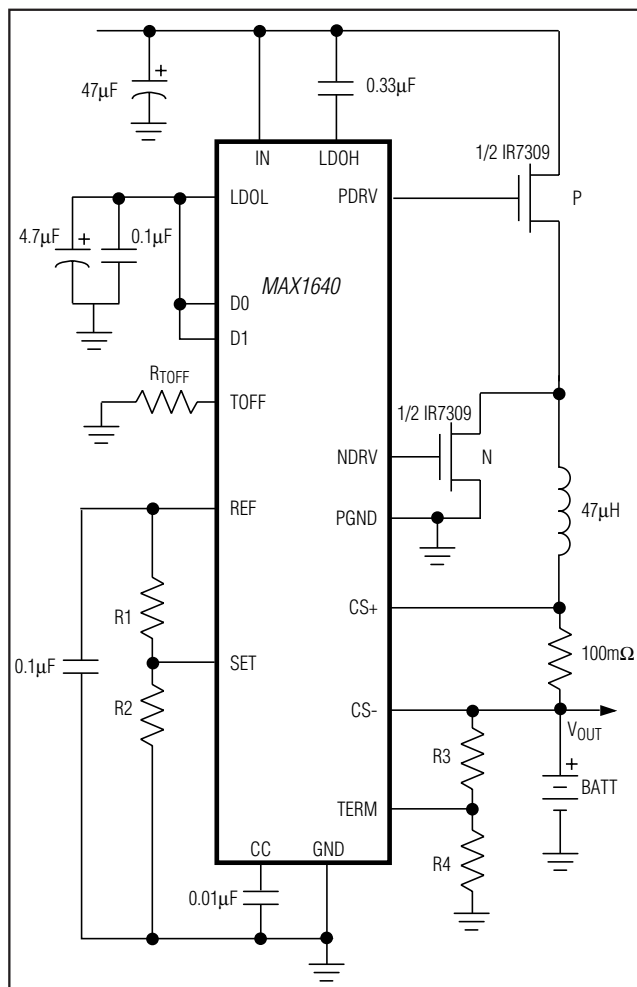 +
47µF
0.33µF
IN
LDOH
1/2 IR7309
LDOL
PDRV
P
4.7µF
+
0.1µF
MAX1640
D0
D1
RTOFF
TOFF
1/2 IR7309
NDRV
N
47µH
REF
PGND
CS+
R1
100mΩ
0.1µF
SET
R2
CS-
VOUT
R3
+
BATT
TERM
R4
CC
GND
0.01µF